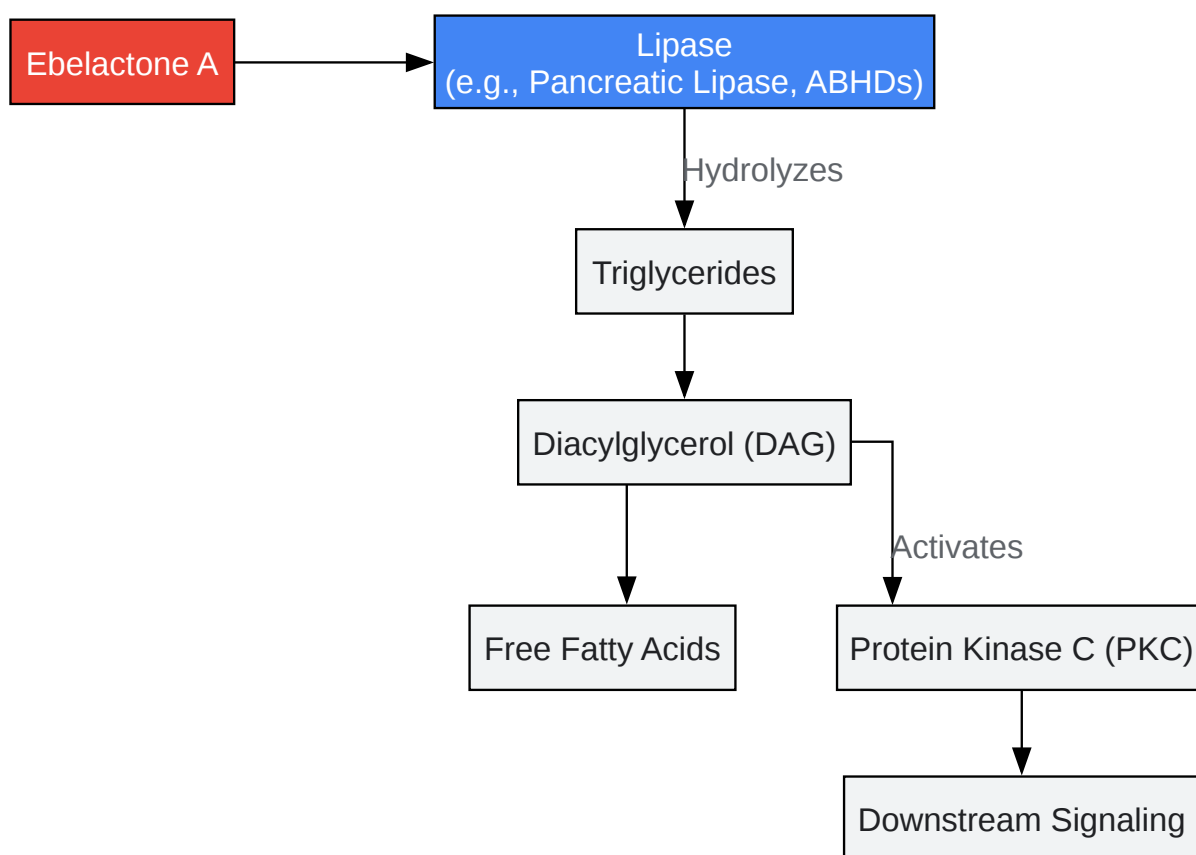 Ebelactone A
Lipase
(e.g., Pancreatic Lipase, ABHDs)
Hydrolyzes
Triglycerides
Diacylglycerol (DAG)
Activates
Free Fatty Acids
Protein Kinase C (PKC)
Downstream Signaling